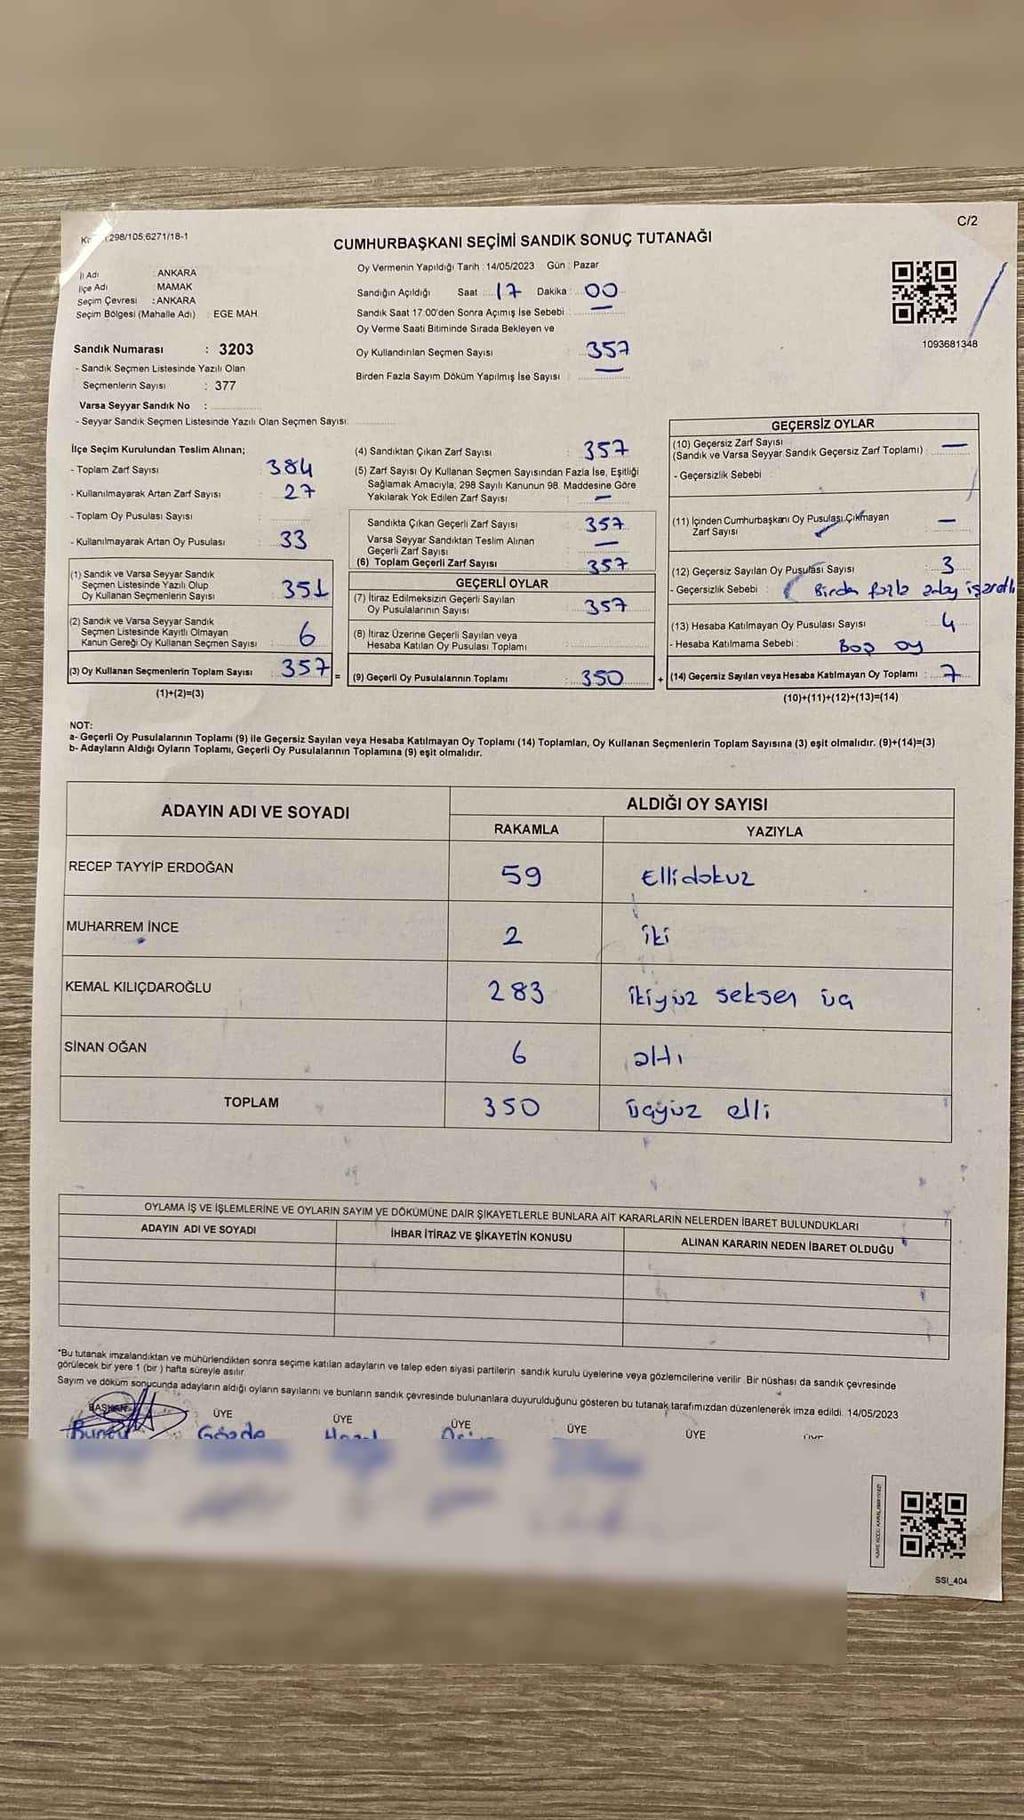 298/105;6271/18-1
C/2
CUMHURBAŞKANI SEÇİMİ SANDIK SONUÇ TUTANAĞI
İl Adı : ANKARA
İlçe Adı : MAMAK
Seçim Çevresi : ANKARA
Seçim Bölgesi (Mahalle Adı) : EGE MAH
Sandık Numarası : 3203
- Sandık Seçmen Listesinde Yazılı Olan
Seçmenlerin Sayısı : 377
Varsa Seyyar Sandık No :
- Seyyar Sandık Seçmen Listesinde Yazılı Olan Seçmen Sayısı
Oy Vermenin Yapıldığı Tarih : 14/05/2023 Gün : Pazar
Sandığın Açıldığı Saat 17 Dakika 00
Sandık Saat 17.00'den Sonra Açımış İse Sebebi : —
Oy Verme Saati Bitiminde Sırada Bekleyen ve
Oy Kullandırılan Seçmen Sayısı : 357
Birden Fazla Sayım Döküm Yapılmış İse Sayısı : —
1093681348
İlçe Seçim Kurulundan Teslim Alınan;
- Toplam Zarf Sayısı : 384
- Kullanılmayarak Artan Zarf Sayısı : 27
- Toplam Oy Pusulası Sayısı :
- Kullanılmayarak Artan Oy Pusulası : 33
(1) Sandık ve Varsa Seyyar Sandık
Seçmen Listesinde Yazılı Olup
Oy Kullanan Seçmenlerin Sayısı : 351
(2) Sandık ve Varsa Seyyar Sandık
Seçmen Listesinde Kayıtlı Olmayan
Kanun Gereği Oy Kullanan Seçmen Sayısı : 6
(3) Oy Kullanan Seçmenlerin Toplam Sayısı : 357 =
(1)+(2)=(3)
(4) Sandıktan Çıkan Zarf Sayısı : 357
(5) Zarf Sayısı Oy Kullanan Seçmen Sayısından Fazla İse, Eşitliği
Sağlamak Amacıyla, 298 Sayılı Kanunun 98. Maddesine Göre
Yakılarak Yok Edilen Zarf Sayısı : —
Sandıkta Çıkan Geçerli Zarf Sayısı : 357
Varsa Seyyar Sandıktan Teslim Alınan
Geçerli Zarf Sayısı : —
(6) Toplam Geçerli Zarf Sayısı : 357
GEÇERLİ OYLAR
(7) İtiraz Edilmeksizin Geçerli Sayılan
Oy Pusulalarının Sayısı : 357
(8) İtiraz Üzerine Geçerli Sayılan veya
Hesaba Katılan Oy Pusulası Toplamı :
(9) Geçerli Oy Pusulalarının Toplamı : 350 +
GEÇERSİZ OYLAR
(10) Geçersiz Zarf Sayısı
(Sandık ve Varsa Seyyar Sandık Geçersiz Zarf Toplamı) : —
- Geçersizlik Sebebi
(11) İçinden Cumhurbaşkanı Oy Pusulası Çıkmayan
Zarf Sayısı : —
(12) Geçersiz Sayılan Oy Pusulası Sayısı : 3
- Geçersizlik Sebebi : Birden fazla aday işaretli
(13) Hesaba Katılmayan Oy Sayısı : 4
- Hesaba Katılmama Sebebi : Boş oy
(14) Geçersiz Sayılan veya Hesaba Katılmayan Oy Toplamı : 7
(10)+(11)+(12)+(13)=(14)
NOT:
a- Geçerli Oy Pusulalarının Toplamı (9) ile Geçersiz Sayılan veya Hesaba Katılmayan Oy Toplamı (14) Toplamları, Oy Kullanan Seçmenlerin Toplam Sayısına (3) eşit olmalıdır. (9)+(14)=(3)
b- Adayların Aldığı Oyların Toplamı, Geçerli Oy Pusulalarının Toplamına (9) eşit olmalıdır.
ADAYIN ADI VE SOYADI ALDIĞI OY SAYISI
RAKAMLA YAZIYLA
RECEP TAYYİP ERDOĞAN 59 Ellidokuz
MUHARREM İNCE 2 iki
KEMAL KILIÇDAROĞLU 283 ikiyüz seksen üç
SİNAN OĞAN 6 altı
TOPLAM 350 üçyüz elli
OYLAMA İŞ VE İŞLEMLERİNE VE OYLARIN SAYIM VE DÖKÜMÜNE DAİR ŞİKAYETLERLE BUNLARA AİT KARARLARIN NELERDEN İBARET BULUNDUKLARI
ADAYIN ADI VE SOYADI İHBAR İTİRAZ VE ŞİKAYETİN KONUSU ALINAN KARARIN NEDEN İBARET OLDUĞU
*Bu tutanak imzalandıktan ve mühürlendikten sonra seçime katılan adayların ve talep eden siyasi partilerin sandık kurulu üyelerine veya gözlemcilerine verilir. Bir nüshası da sandık çevresinde
görülecek bir yere 1 (bir) hafta süreyle asılır.
Sayım ve döküm sonucunda adayların aldığı oyların sayılarını ve bunların sandık çevresinde bulunanlara duyurulduğunu gösteren bu tutanak tarafımızdan düzenlenerek imza edildi. 14/05/2023
BAŞKAN ÜYE ÜYE ÜYE ÜYE ÜYE ÜYE
Gözde
SSI_404